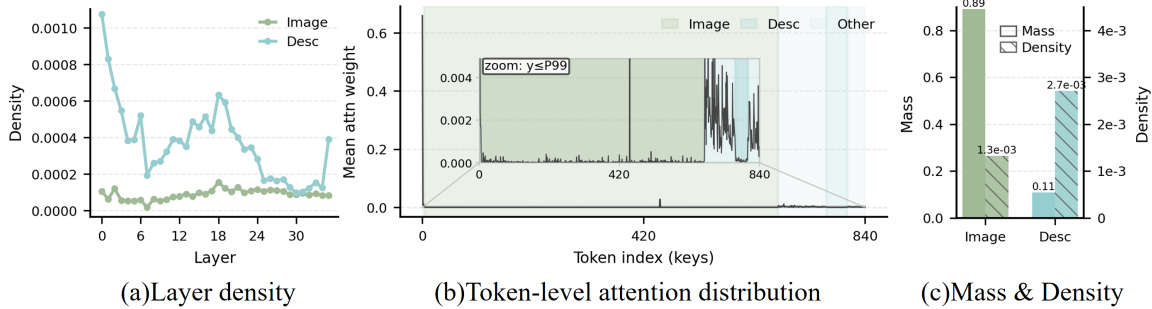 Density
0.0010
0.0008
0.0006
0.0004
0.0002
0.0000
0 6 12 18 24 30
Layer
Image
Desc
(a)Layer density
Mean attn weight
0.6
0.4
0.2
0.0
0 420 840
Token index (keys)
Image Desc Other
zoom: y≤P99
0.004
0.002
0.000
0 420 840
(b)Token-level attention distribution
Mass
0.8
0.6
0.4
0.2
0.0
Image Desc
0.89
1.3e-03
0.11
2.7e-03
Mass
Density
4e-3
3e-3
2e-3
1e-3
0
Density
(c)Mass & Density